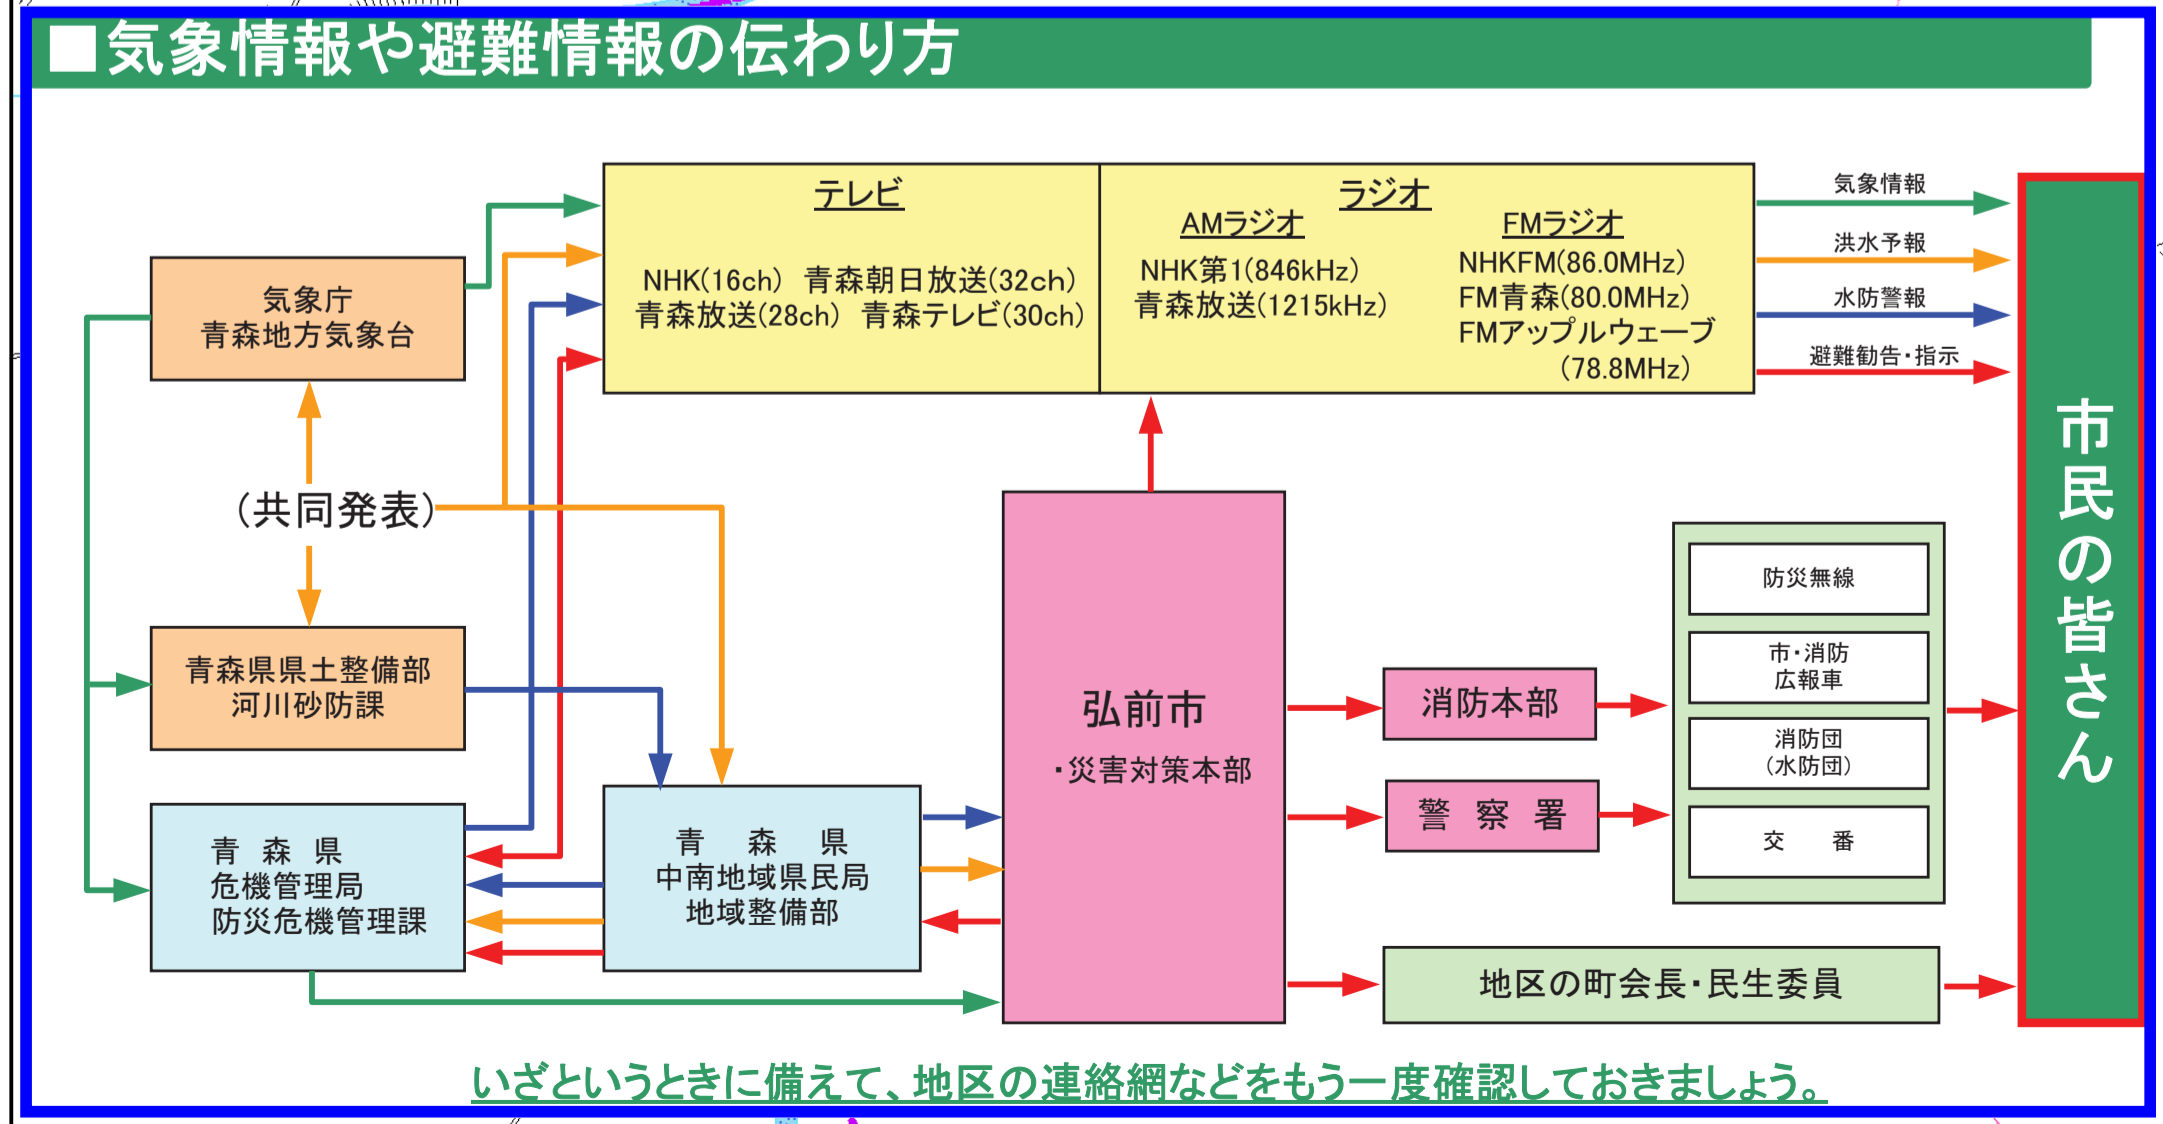 ■気象情報や避難情報の伝わり方
テレビ
NHK(16ch) 青森朝日放送(32ch)
青森放送(28ch) 青森テレビ(30ch)
ラジオ
AMラジオ
NHK第1(846kHz)
青森放送(1215kHz)
FMラジオ
NHKFM(86.0MHz)
FM青森(80.0MHz)
FMアップルウェーブ
(78.8MHz)
気象情報
洪水予報
水防警報
避難勧告・指示
市民の皆さん
気象庁
青森地方気象台
(共同発表)
青森県県土整備部
河川砂防課
青森県
危機管理局
防災危機管理課
青森県
中南地域県民局
地域整備部
弘前市
・災害対策本部
消防本部
警察署
防災無線
市・消防
広報車
消防団
(水防団)
交番
地区の町会長・民生委員
いざというときに備えて、地区の連絡網などをもう一度確認しておきましょう。